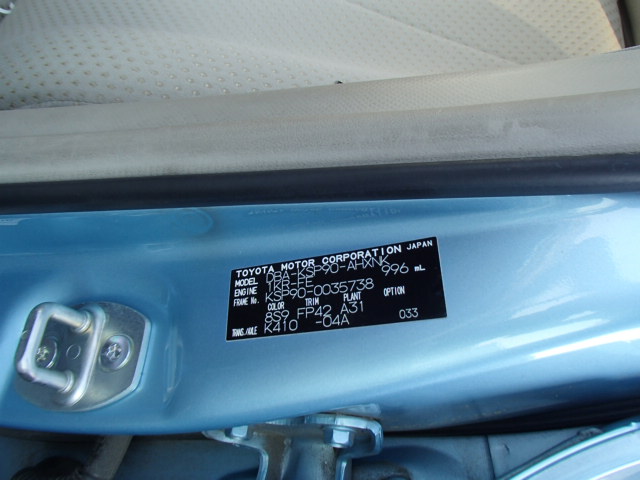 TOYOTA MOTOR CORPORATION JAPAN
MODEL DBA-KSP90-AHXNK
ENGINE 1KR-FE 996 mL
FRAME No. KSP90-0035738
COLOR TRIM PLANT OPTION
8S9 FP42 A31 033
TRANS./AXLE K410 -04A